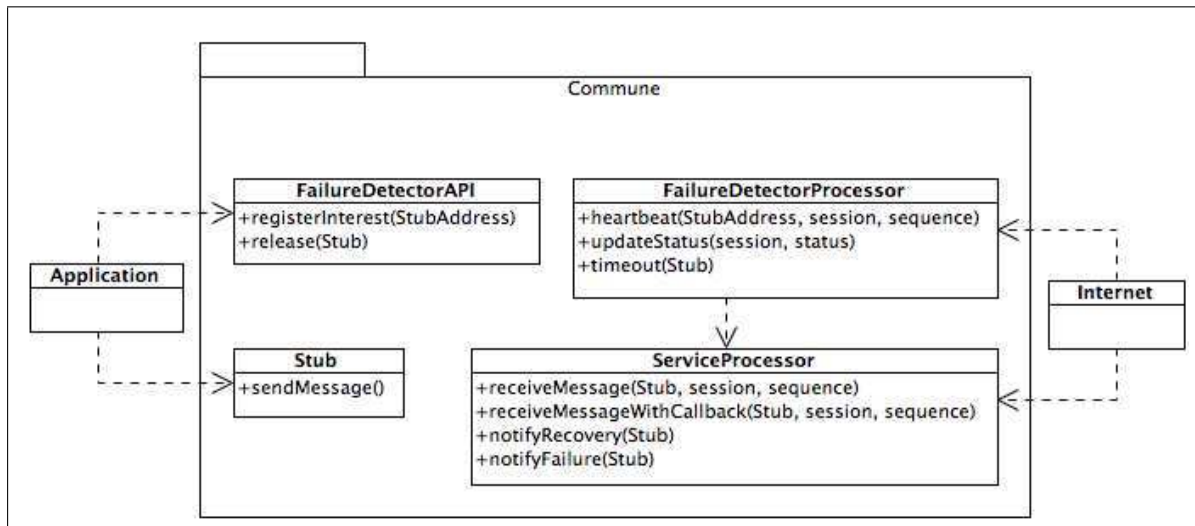 Commune
FailureDetectorAPI
+registerInterest(StubAddress)
+release(Stub)
FailureDetectorProcessor
+heartbeat(StubAddress, session, sequence)
+updateStatus(session, status)
+timeout(Stub)
Application
Internet
Stub
+sendMessage()
ServiceProcessor
+receiveMessage(Stub, session, sequence)
+receiveMessageWithCallback(Stub, session, sequence)
+notifyRecovery(Stub)
+notifyFailure(Stub)